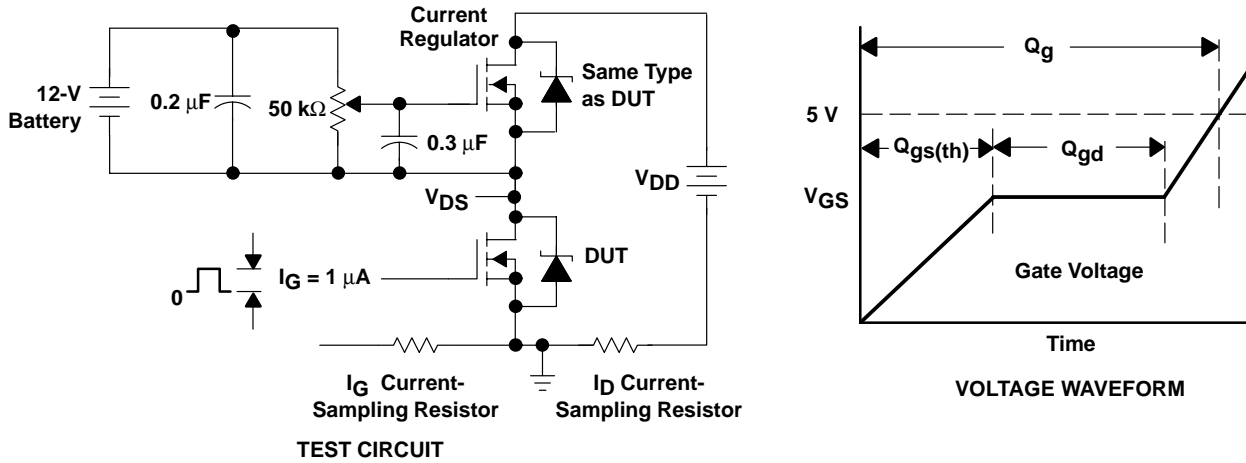 Current
Regulator
Same Type
as DUT
12-V
Battery
0.2 μF
50 kΩ
0.3 μF
VDS
VDD
DUT
0
IG = 1 μA
IG Current-
Sampling Resistor
ID Current-
Sampling Resistor
TEST CIRCUIT
Qg
5 V
Qgs(th)
Qgd
VGS
Gate Voltage
Time
VOLTAGE WAVEFORM